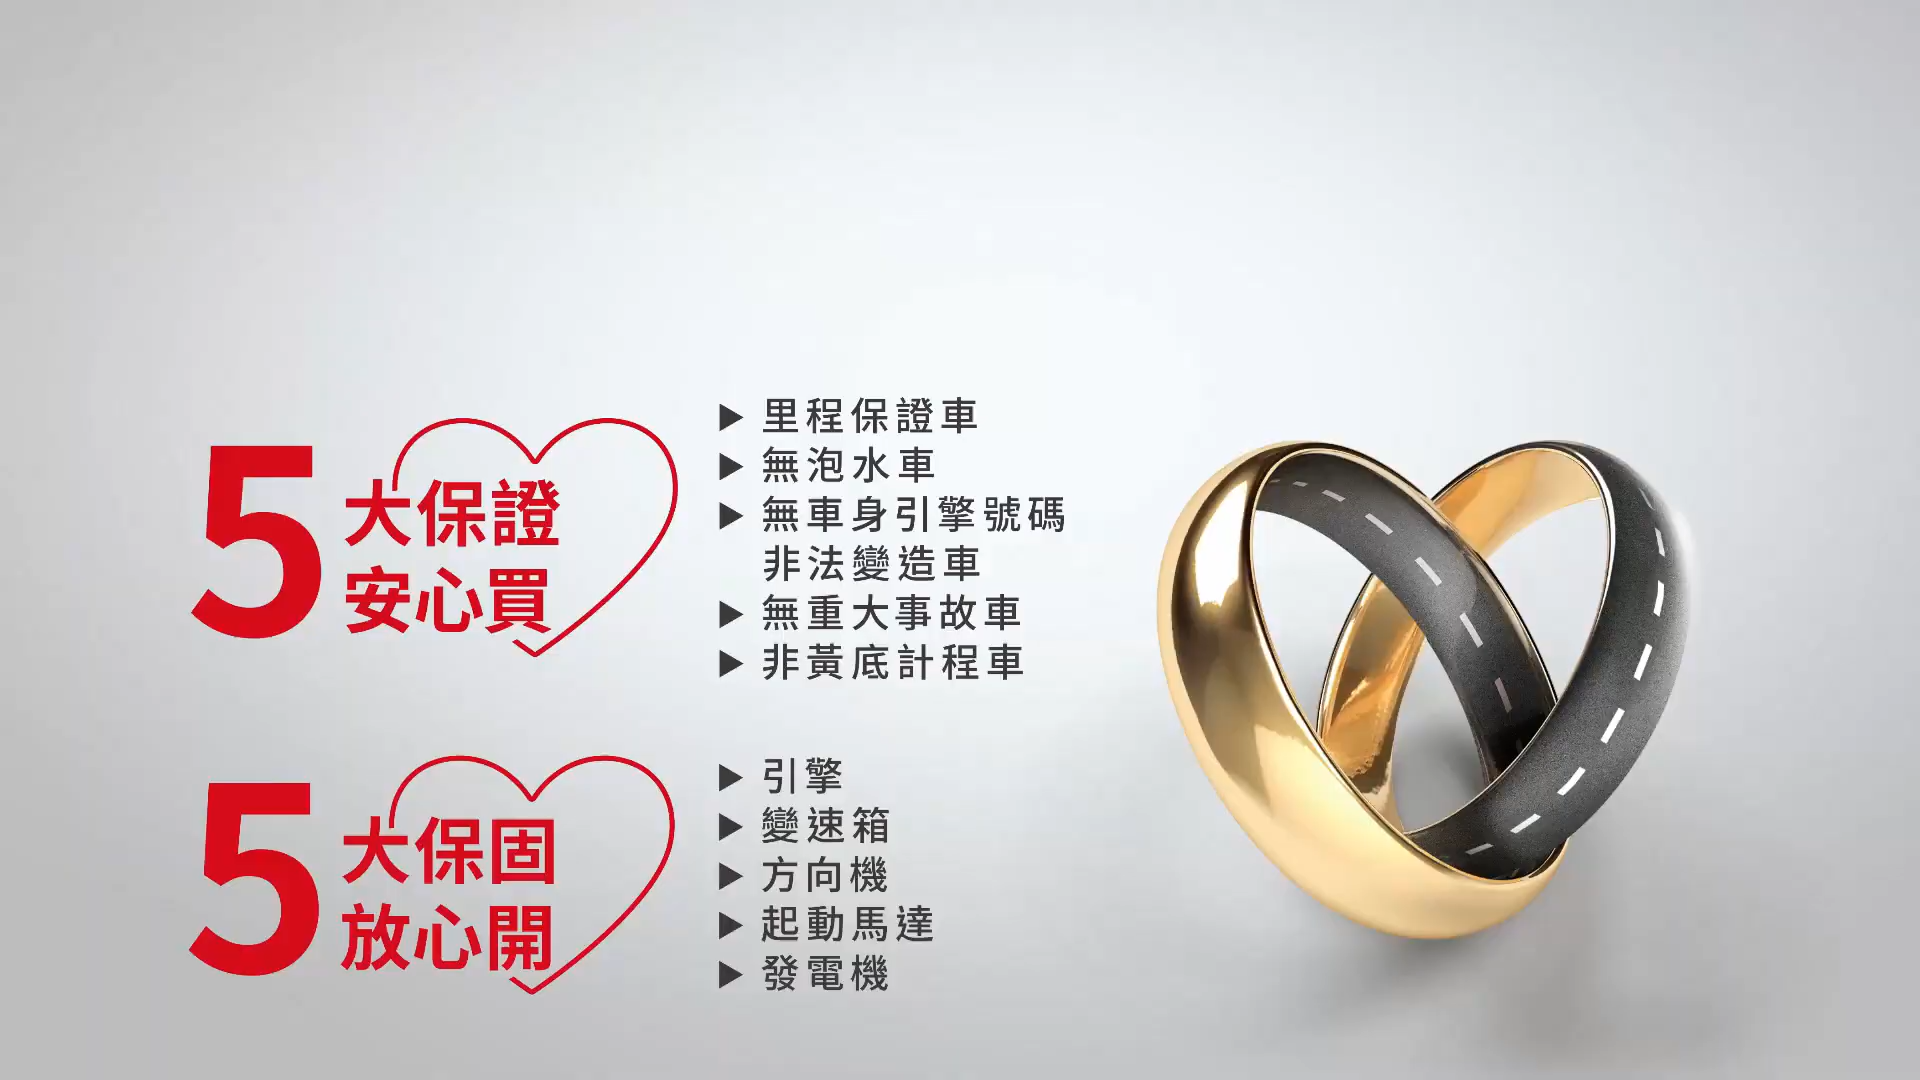 5大保證
安心買
▶ 里程保證車
▶ 無泡水車
▶ 無車身引擎號碼
非法變造車
▶ 無重大事故車
▶ 非黃底計程車
5大保固
放心開
▶ 引擎
▶ 變速箱
▶ 方向機
▶ 起動馬達
▶ 發電機